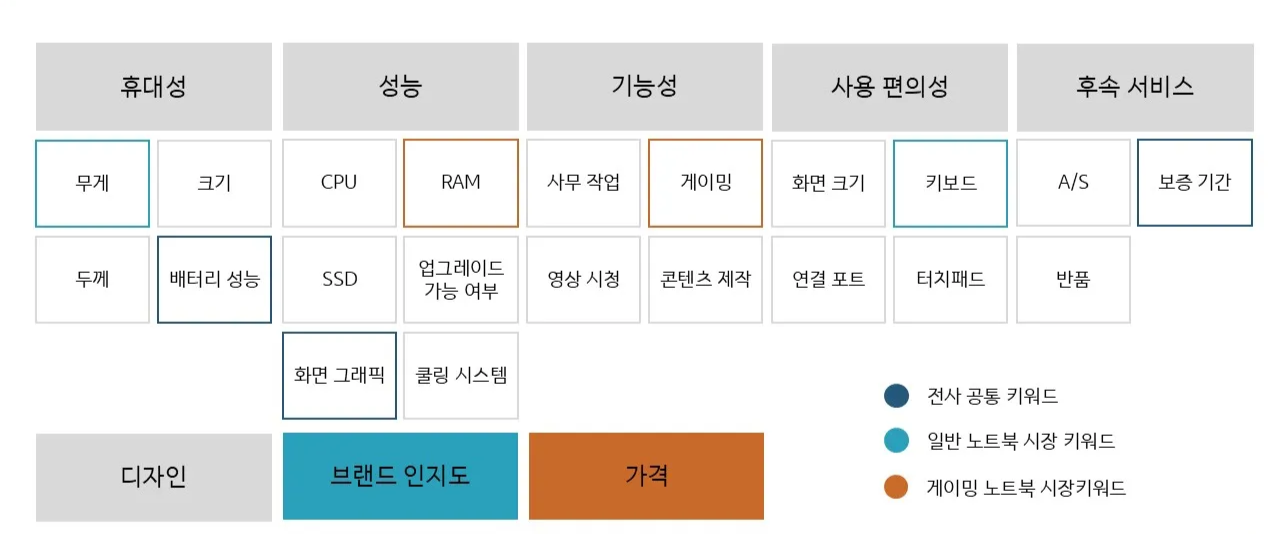 휴대성
성능
기능성
사용 편의성
후속 서비스
무게
크기
CPU
RAM
사무 작업
게이밍
화면 크기
키보드
A/S
보증 기간
두께
배터리 성능
SSD
업그레이드
가능 여부
영상 시청
콘텐츠 제작
연결 포트
터치패드
반품
화면 그래픽
쿨링 시스템
전사 공통 키워드
일반 노트북 시장 키워드
게이밍 노트북 시장키워드
디자인
브랜드 인지도
가격